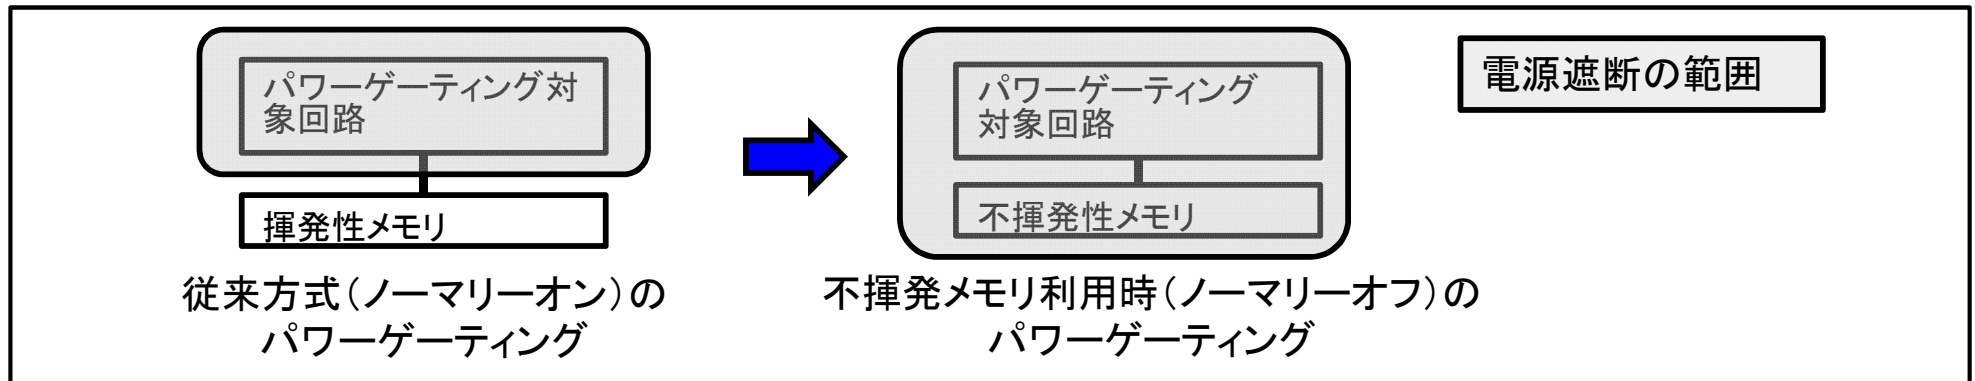 パワーゲーティング対
象回路
揮発性メモリ
従来方式(ノーマリーオン)の
パワーゲーティング
パワーゲーティング
対象回路
不揮発性メモリ
不揮発メモリ利用時(ノーマリーオフ)の
パワーゲーティング
電源遮断の範囲